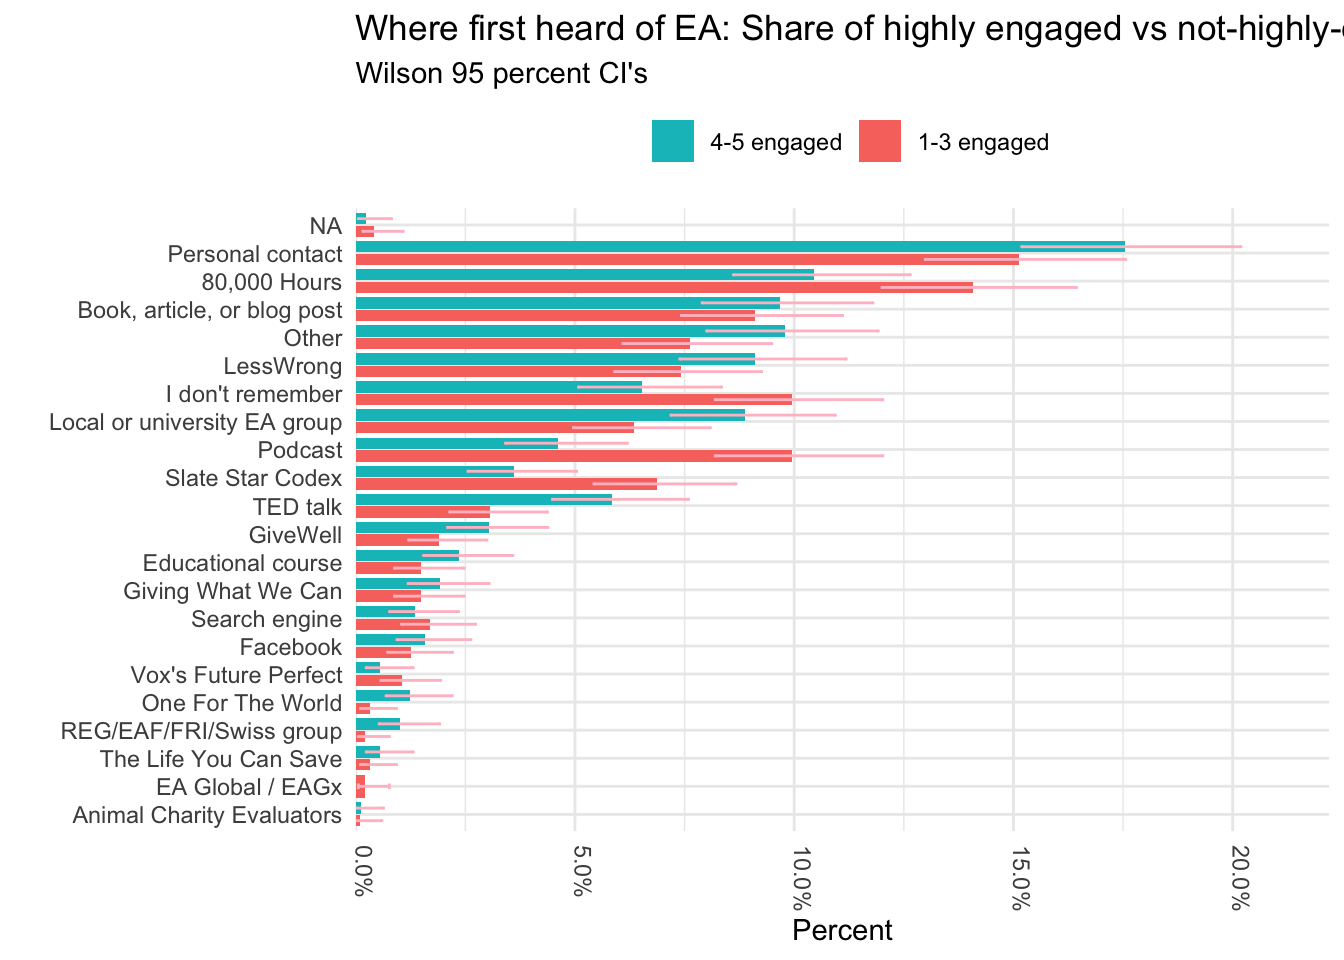 Where first heard of EA: Share of highly engaged vs not-highly-
Wilson 95 percent CI's
4-5 engaged 1-3 engaged
NA
Personal contact
80,000 Hours
Book, article, or blog post
Other
LessWrong
I don't remember
Local or university EA group
Podcast
Slate Star Codex
TED talk
GiveWell
Educational course
Giving What We Can
Search engine
Facebook
Vox's Future Perfect
One For The World
REG/EAF/FRI/Swiss group
The Life You Can Save
EA Global / EAGx
Animal Charity Evaluators
0.0% 5.0% 10.0% 15.0% 20.0%
Percent